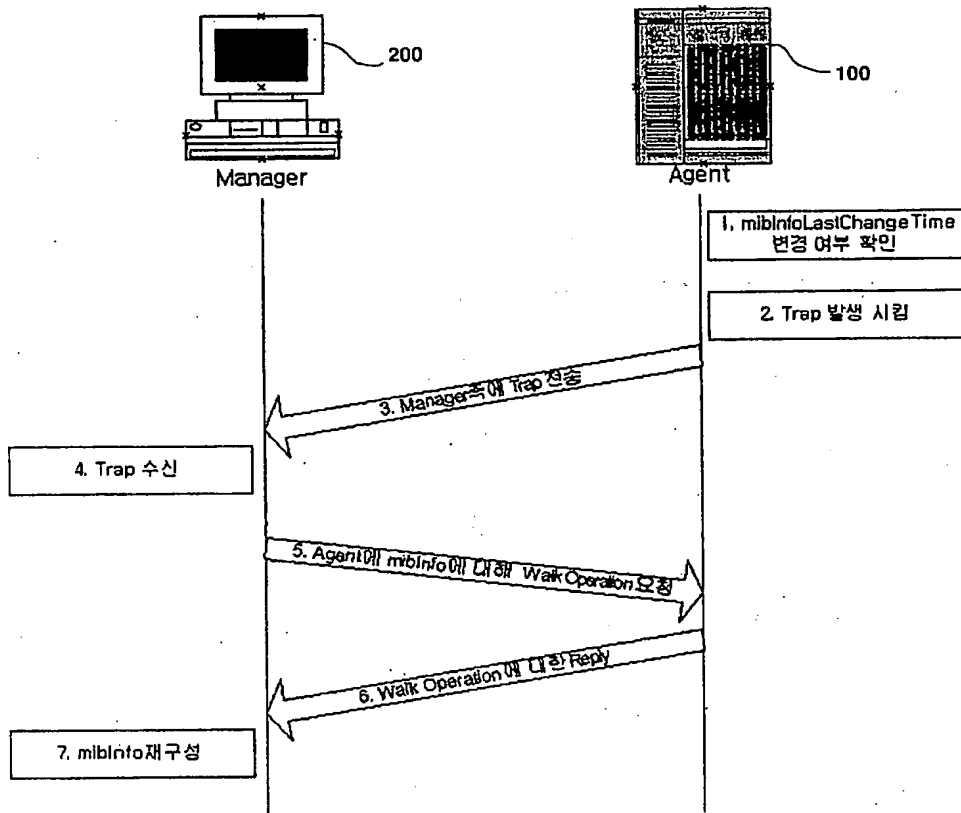 200
100
Manager
Agent
1. mibInfoLastChangeTime
변경 여부 확인
2. Trap 발생 시킴
3. Manager측에 Trap 전송
4. Trap 수신
5. Agent에 mibInfo에 대해 Walk Operation 요청
6. Walk Operation에 대한 Reply
7. mibInfo재구성